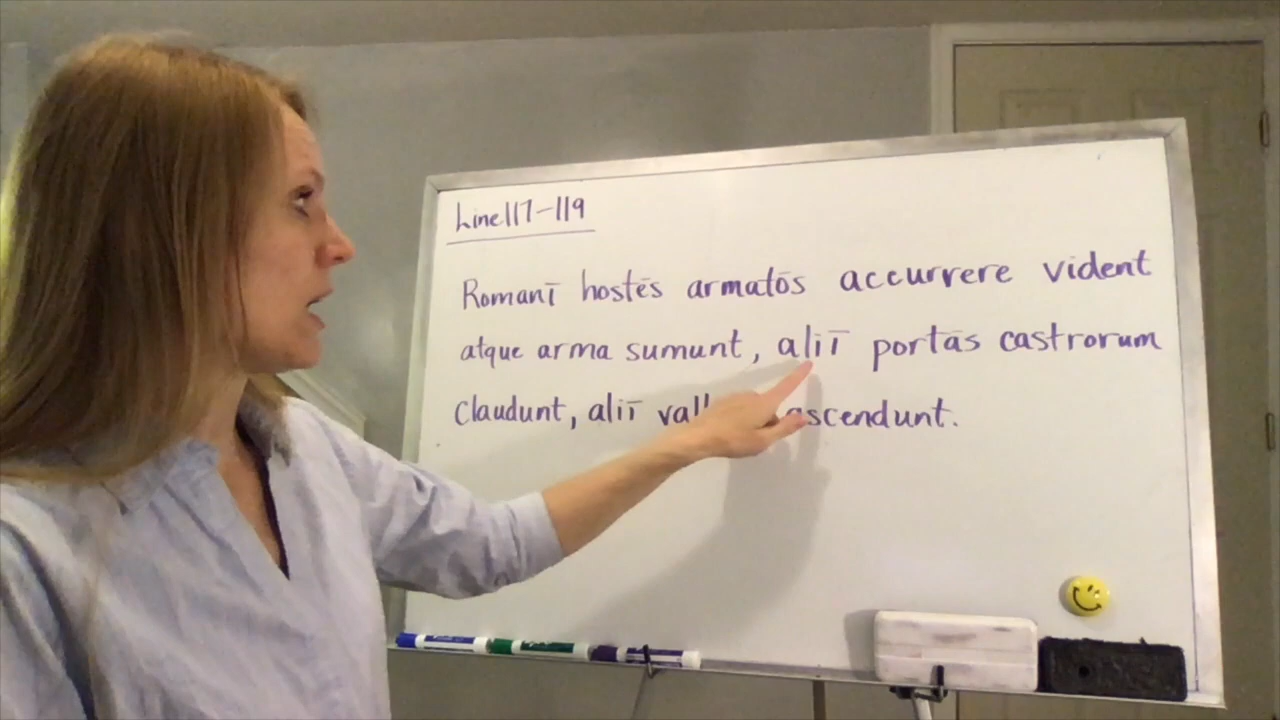 Line 117-119
Romanī hostēs armatōs accurrere vident
atque arma sumunt, aliī portās castrorum
claudunt, aliī vall ascendunt.